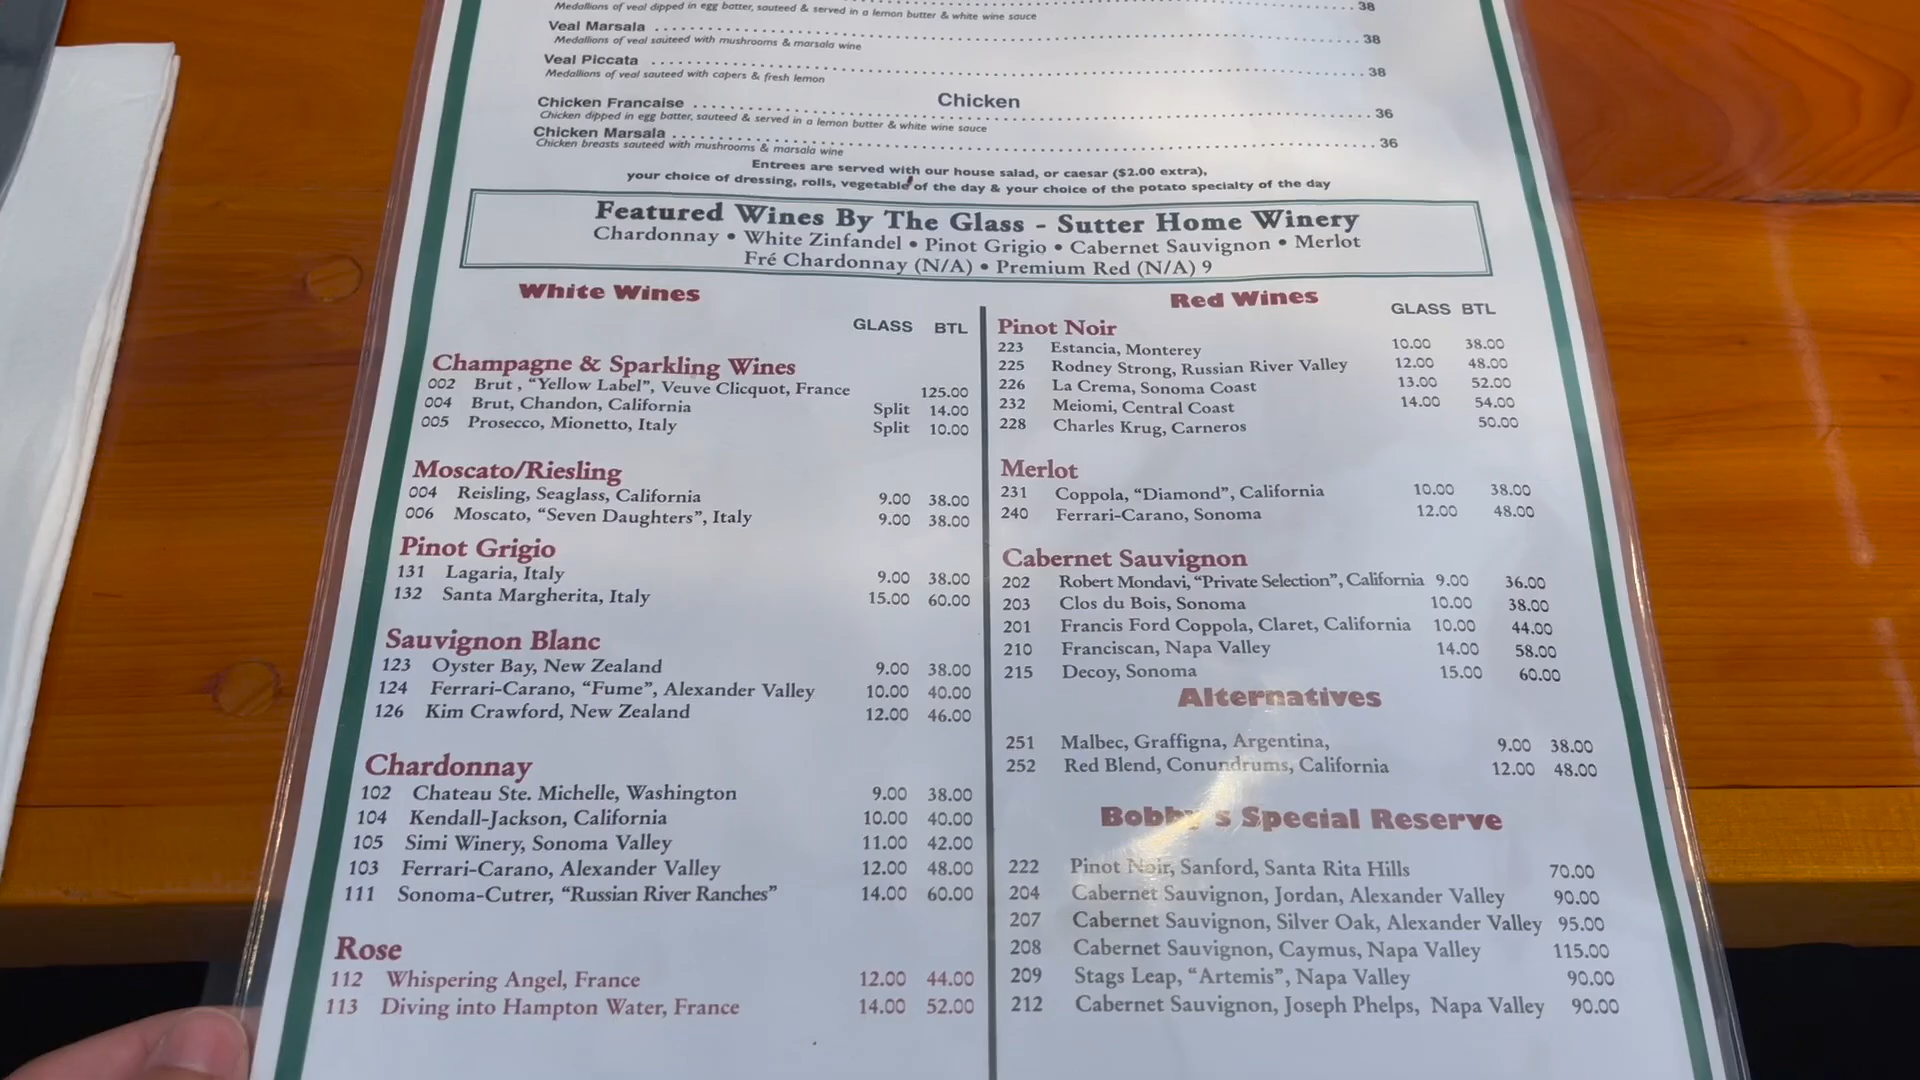 Medallions of veal dipped in egg batter, sauteed & served in a lemon butter & white wine sauce ..... 38
Veal Marsala ..... 38
Medallions of veal sauteed with mushrooms & marsala wine
Veal Piccata ..... 38
Medallions of veal sauteed with capers & fresh lemon
Chicken
Chicken Francaise ..... 36
Chicken dipped in egg batter, sauteed & served in a lemon butter & white wine sauce
Chicken Marsala ..... 36
Chicken breasts sauteed with mushrooms & marsala wine
Entrees are served with our house salad, or caesar ($2.00 extra),
your choice of dressing, rolls, vegetable of the day & your choice of the potato specialty of the day
Featured Wines By The Glass - Sutter Home Winery
Chardonnay • White Zinfandel • Pinot Grigio • Cabernet Sauvignon • Merlot
Fré Chardonnay (N/A) • Premium Red (N/A) 9
White Wines
GLASS BTL
Champagne & Sparkling Wines
002 Brut , “Yellow Label”, Veuve Clicquot, France 125.00
004 Brut, Chandon, California Split 14.00
005 Prosecco, Mionetto, Italy Split 10.00
Moscato/Riesling
004 Reisling, Seaglass, California 9.00 38.00
006 Moscato, “Seven Daughters”, Italy 9.00 38.00
Pinot Grigio
131 Lagaria, Italy 9.00 38.00
132 Santa Margherita, Italy 15.00 60.00
Sauvignon Blanc
123 Oyster Bay, New Zealand 9.00 38.00
124 Ferrari-Carano, “Fume”, Alexander Valley 10.00 40.00
126 Kim Crawford, New Zealand 12.00 46.00
Chardonnay
102 Chateau Ste. Michelle, Washington 9.00 38.00
104 Kendall-Jackson, California 10.00 40.00
105 Simi Winery, Sonoma Valley 11.00 42.00
103 Ferrari-Carano, Alexander Valley 12.00 48.00
111 Sonoma-Cutrer, “Russian River Ranches” 14.00 60.00
Rose
112 Whispering Angel, France 12.00 44.00
113 Diving into Hampton Water, France 14.00 52.00
Red Wines
GLASS BTL
Pinot Noir
223 Estancia, Monterey 10.00 38.00
225 Rodney Strong, Russian River Valley 12.00 48.00
226 La Crema, Sonoma Coast 13.00 52.00
232 Meiomi, Central Coast 14.00 54.00
228 Charles Krug, Carneros 50.00
Merlot
231 Coppola, “Diamond”, California 10.00 38.00
240 Ferrari-Carano, Sonoma 12.00 48.00
Cabernet Sauvignon
202 Robert Mondavi, “Private Selection”, California 9.00 36.00
203 Clos du Bois, Sonoma 10.00 38.00
201 Francis Ford Coppola, Claret, California 10.00 44.00
210 Franciscan, Napa Valley 14.00 58.00
215 Decoy, Sonoma 15.00 60.00
Alternatives
251 Malbec, Graffigna, Argentina, 9.00 38.00
252 Red Blend, Conundrums, California 12.00 48.00
Bobby's Special Reserve
222 Pinot Noir, Sanford, Santa Rita Hills 70.00
204 Cabernet Sauvignon, Jordan, Alexander Valley 90.00
207 Cabernet Sauvignon, Silver Oak, Alexander Valley 95.00
208 Cabernet Sauvignon, Caymus, Napa Valley 115.00
209 Stags Leap, “Artemis”, Napa Valley 90.00
212 Cabernet Sauvignon, Joseph Phelps, Napa Valley 90.00